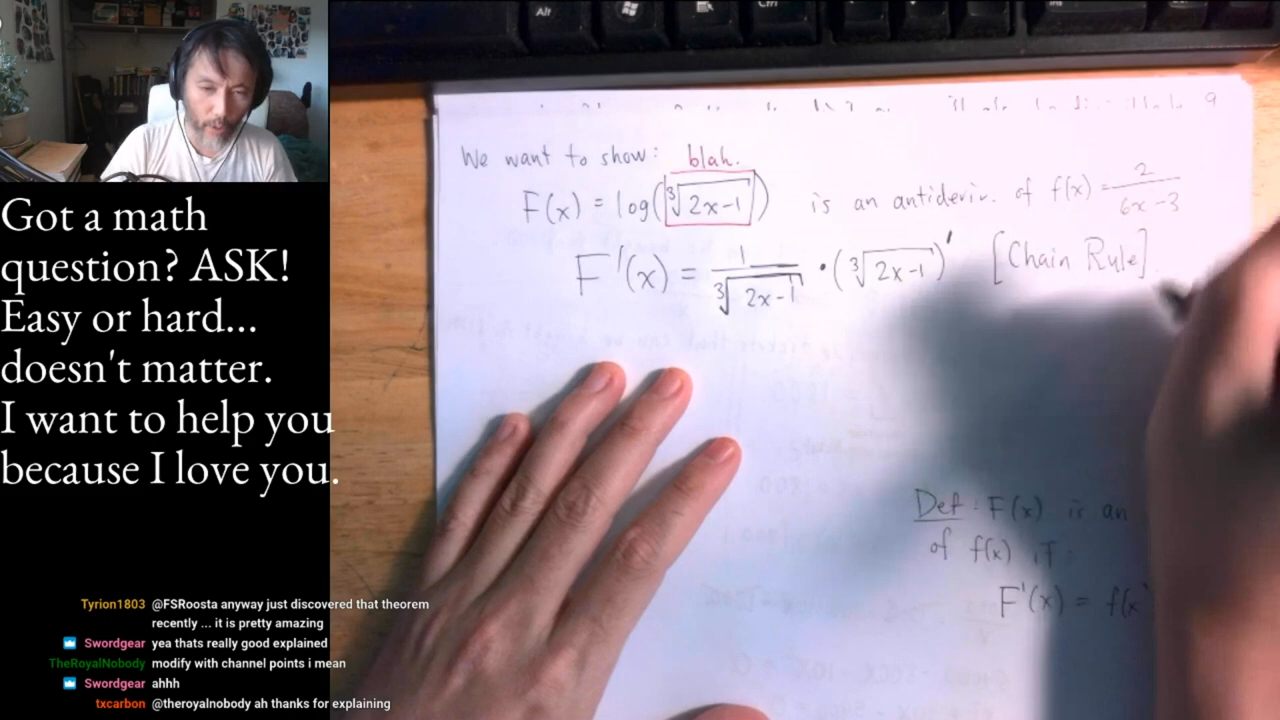 Alt
Ctrl
Got a math
question? ASK!
Easy or hard...
doesn't matter.
I want to help you
because I love you.
We want to show: blah.
F(x) = log(∛(2x-1)) is an antideriv. of f(x) = 2/(6x-3)
F'(x) = 1/∛(2x-1) • (∛(2x-1))' [Chain Rule]
Def: F(x) is an
of f(x) if
F'(x) = f(x
Tyrion1803 @FSRoosta anyway just discovered that theorem
recently ... it is pretty amazing
Swordgear yea thats really good explained
TheRoyalNobody modify with channel points i mean
Swordgear ahhh
txcarbon @theroyalnobody ah thanks for explaining